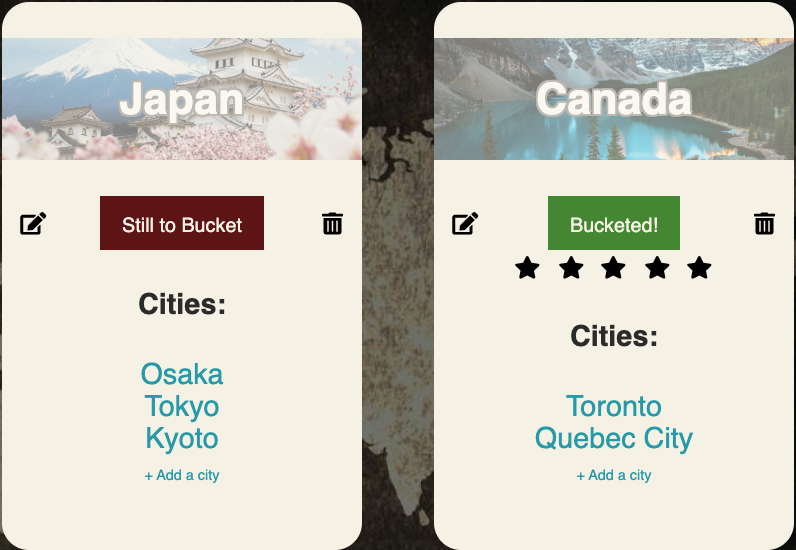 Japan
Still to Bucket
Cities:
Osaka
Tokyo
Kyoto
+ Add a city
Canada
Bucketed!
Cities:
Toronto
Quebec City
+ Add a city